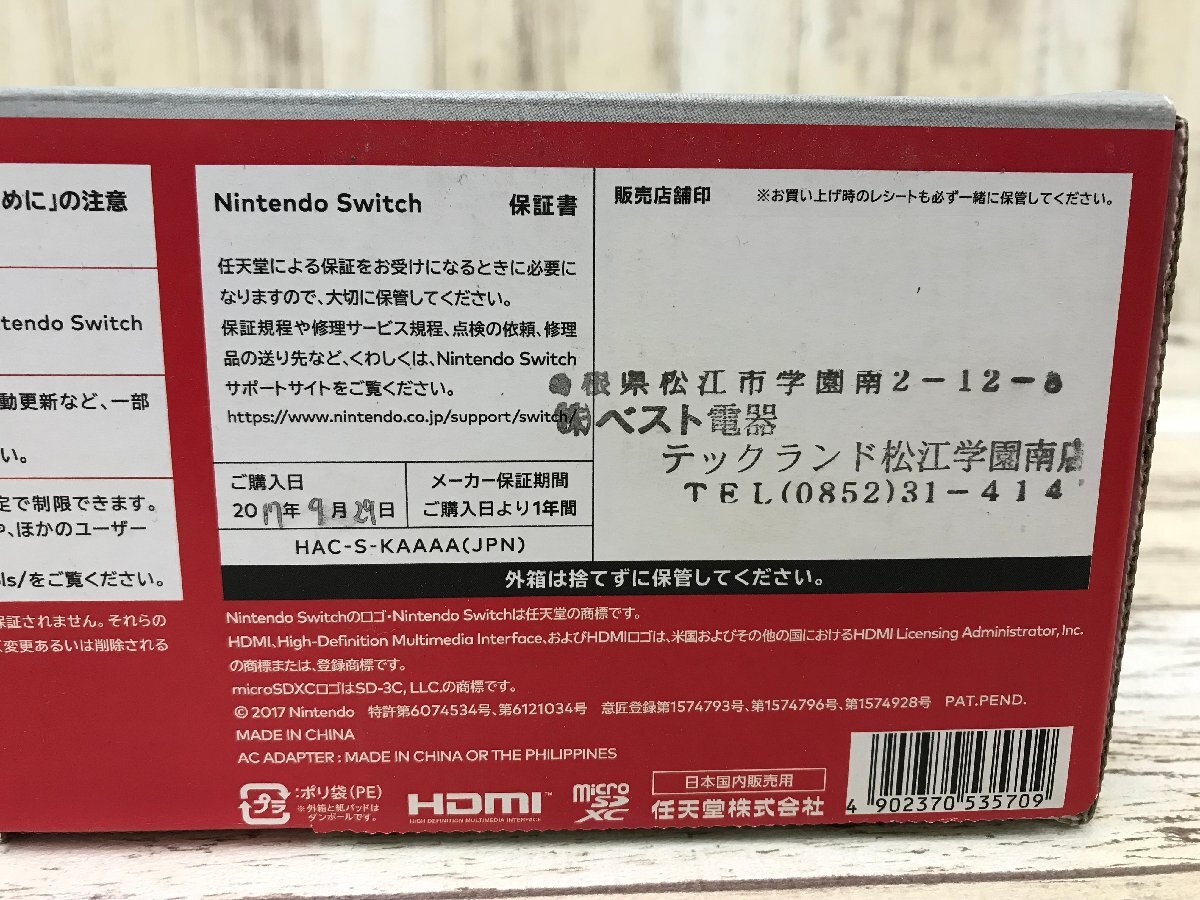 めに」の注意
tendo Switch
動更新など、一部
い。
定で制限できます。
や、ほかのユーザー
ls/をご覧ください。
保証されません。それらの
変更あるいは削除される
Nintendo Switch 保証書
任天堂による保証をお受けになるときに必要に
なりますので、大切に保管してください。
保証規程や修理サービス規程、点検の依頼、修理
品の送り先など、くわしくは、Nintendo Switch
サポートサイトをご覧ください。
https://www.nintendo.co.jp/support/switch/
ご購入日
2017年 9月 29日
メーカー保証期間
ご購入日より1年間
HAC-S-KAAAA(JPN)
販売店舗印 ※お買い上げ時のレシートも必ず一緒に保管してください。
根県松江市学園南2-12-
㈱ベスト電器
テックランド松江学園南店
TEL(0852)31-414
外箱は捨てずに保管してください。
Nintendo Switchのロゴ・Nintendo Switchは任天堂の商標です。
HDMI、High-Definition Multimedia Interface、およびHDMIロゴは、米国およびその他の国におけるHDMI Licensing Administrator, Inc.
の商標または、登録商標です。
microSDXCロゴはSD-3C, LLC.の商標です。
© 2017 Nintendo 特許第6074534号、第6121034号 意匠登録第1574793号、第1574796号、第1574928号 PAT.PEND.
MADE IN CHINA
AC ADAPTER : MADE IN CHINA OR THE PHILIPPINES
プラ
:ポリ袋(PE)
※外箱と紙パッドは
ダンボールです。
HDMI™
HIGH DEFINITION MULTIMEDIA INTERFACE
micro SD XC
日本国内販売用
任天堂株式会社
4 902370 535709